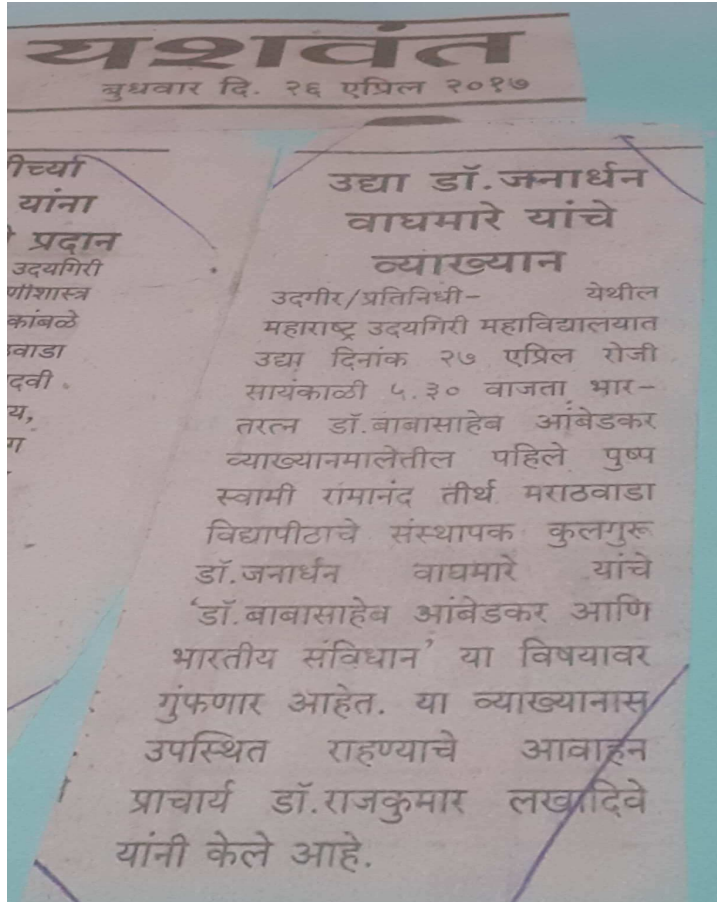 यशवंत
बुधवार दि. २६ एप्रिल २०१७
ीर्च्या
यांना
प्रदान
उदयगिरी
णीशास्त्र
कांबळे
वाडा
दवी.
य,
उद्या डॉ.जनार्धन
वाघमारे यांचे
व्याख्यान
उदगीर/प्रतिनिधी- येथील
महाराष्ट्र उदयगिरी महाविद्यालयात
उद्या दिनांक २७ एप्रिल रोजी
सायंकाळी ५.३० वाजता भार-
तरत्न डॉ.बाबासाहेब आंबेडकर
व्याख्यानमालेतील पहिले पुष्प
स्वामी रामानंद तीर्थ मराठवाडा
विद्यापीठाचे संस्थापक कुलगुरू
डॉ.जनार्धन वाघमारे यांचे
'डॉ.बाबासाहेब आंबेडकर आणि
भारतीय संविधान' या विषयावर
गुंफणार आहेत. या व्याख्यानास
उपस्थित राहण्याचे आवाहन
प्राचार्य डॉ.राजकुमार लखादिवे
यांनी केले आहे.